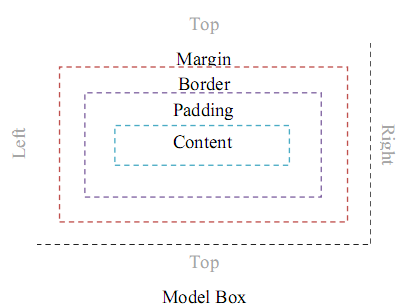 Top
Margin
Border
Padding
Content
Left
Right
Top
Model Box